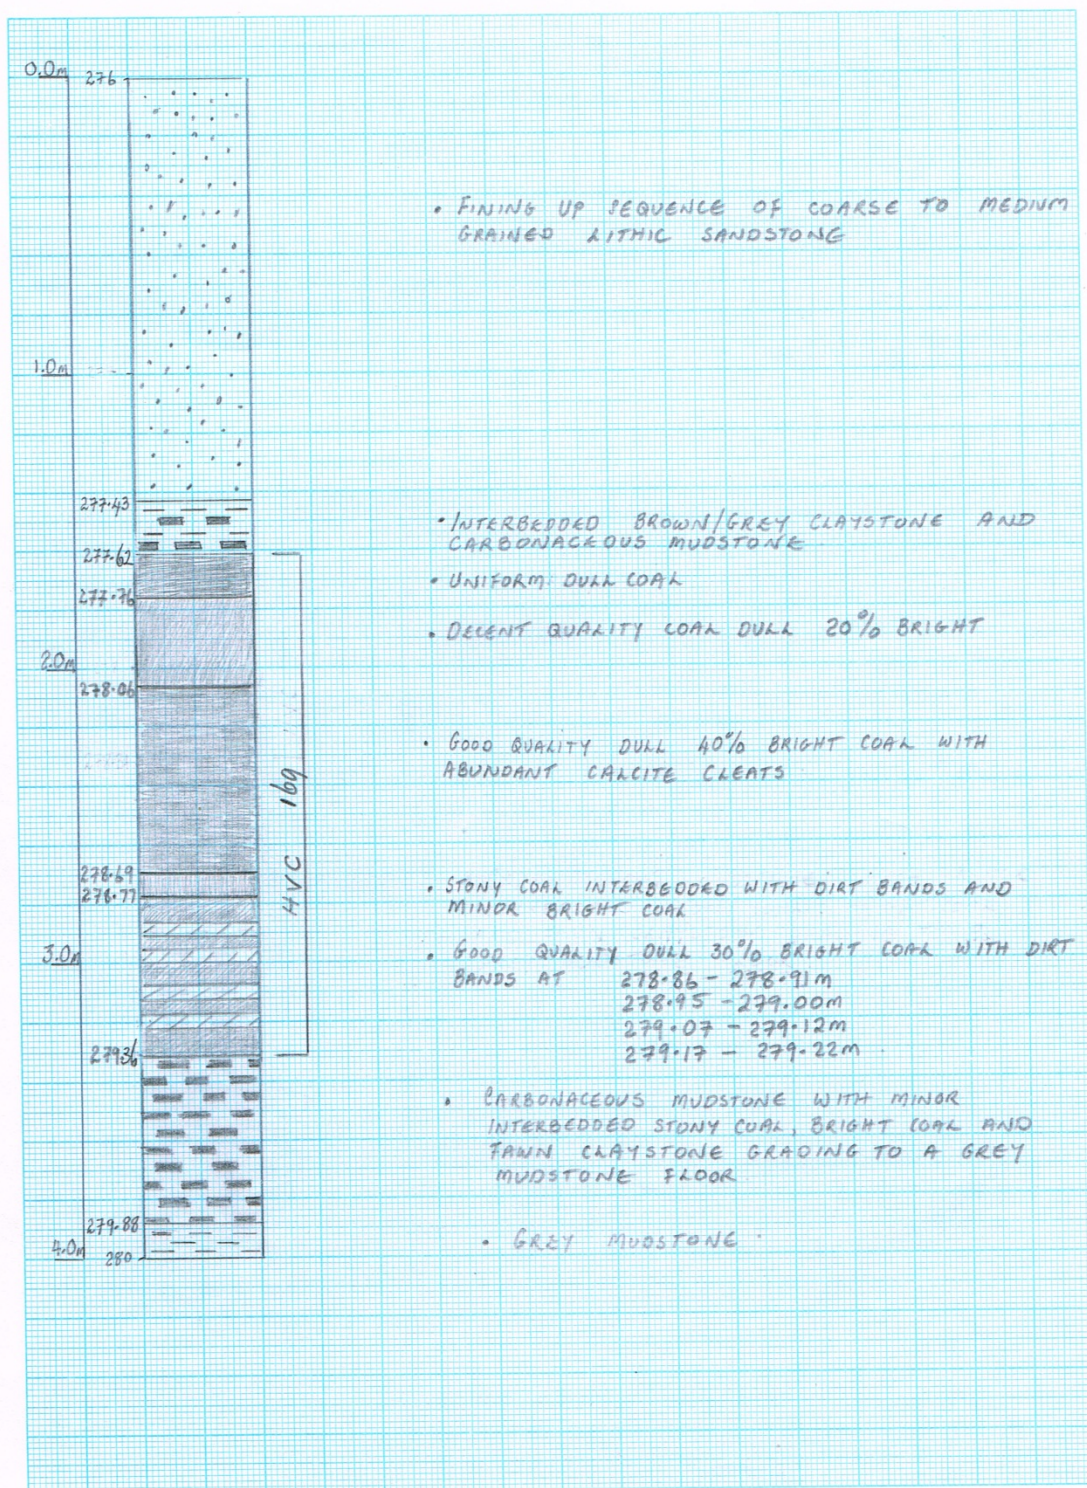 0.0m
276
• FINING UP SEQUENCE OF COARSE TO MEDIUM
GRAINED LITHIC SANDSTONE
1.0m
277.43
• INTERBEDDED BROWN/GREY CLAYSTONE AND
CARBONACEOUS MUDSTONE
277.62
• UNIFORM DULL COAL
277.76
• DECENT QUALITY COAL DULL 20% BRIGHT
2.0m
278.06
• GOOD QUALITY DULL 40% BRIGHT COAL WITH
ABUNDANT CALCITE CLEATS
HVC
278.69
278.77
• STONY COAL INTERBEDDED WITH DIRT BANDS AND
MINOR BRIGHT COAL
3.0m
• GOOD QUALITY DULL 30% BRIGHT COAL WITH DIRT
BANDS AT 278.86 - 278.91m
278.95 - 279.00m
279.07 - 279.12m
279.17 - 279.22m
279.36
• CARBONACEOUS MUDSTONE WITH MINOR
INTERBEDDED STONY COAL, BRIGHT COAL AND
FAWN CLAYSTONE GRADING TO A GREY
MUDSTONE FLOOR
279.88
• GREY MUDSTONE
4.0m
280